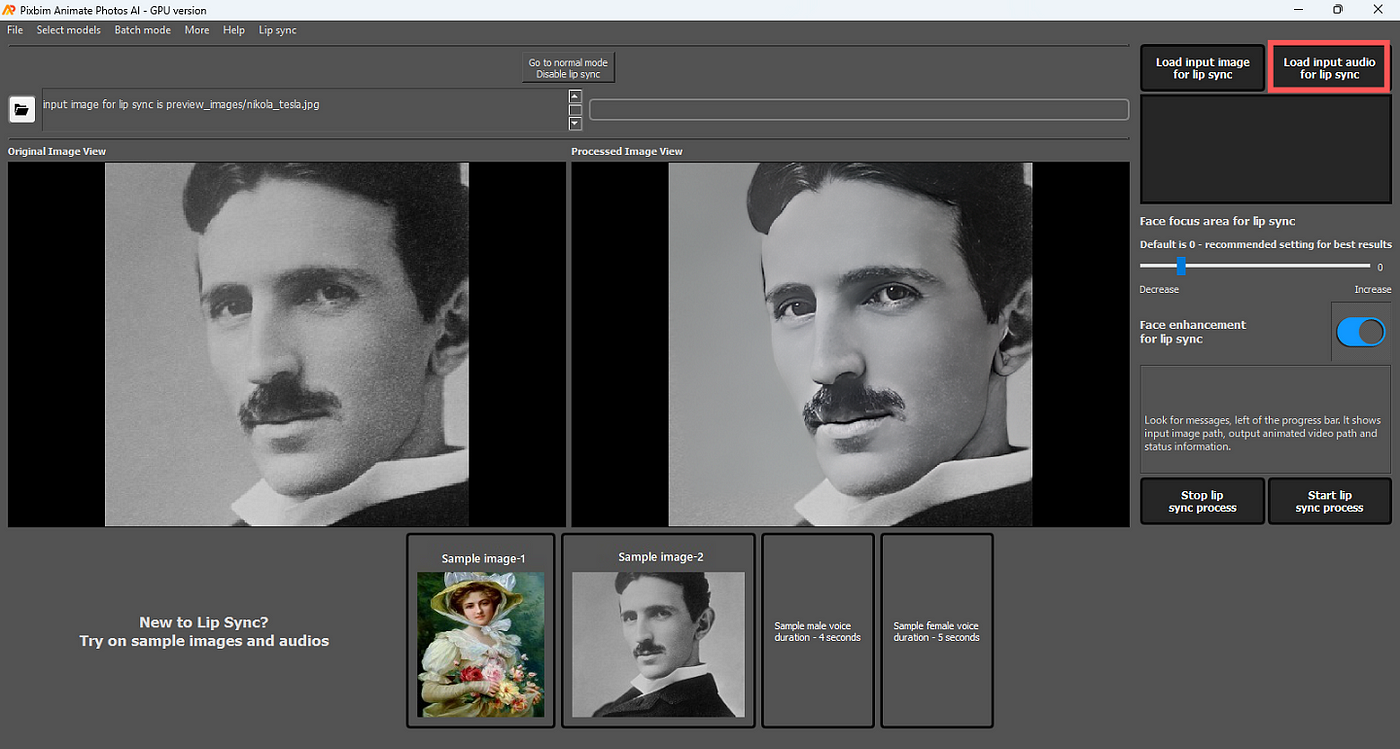 Pixbim Animate Photos AI - GPU version
File Select models Batch mode More Help Lip sync
Go to normal mode
Disable lip sync
input image for lip sync is preview_images/nikola_tesla.jpg
Load input image
for lip sync
Load input audio
for lip sync
Original Image View
Processed Image View
Face focus area for lip sync
Default is 0 - recommended setting for best results
0
Decrease
Increase
Face enhancement
for lip sync
Look for messages, left of the progress bar. It shows
input image path, output animated video path and
status information.
Stop lip
sync process
Start lip
sync process
New to Lip Sync?
Try on sample images and audios
Sample image-1
Sample image-2
Sample male voice
duration - 4 seconds
Sample female voice
duration - 5 seconds